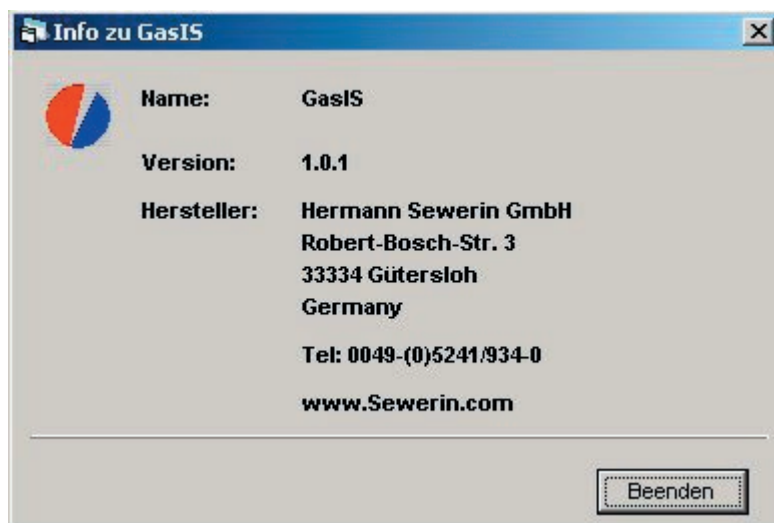 Info zu GasIS
Name: GasIS
Version: 1.0.1
Hersteller: Hermann Sewerin GmbH
Robert-Bosch-Str. 3
33334 Gütersloh
Germany
Tel: 0049-(0)5241/934-0
www.Sewerin.com
Beenden